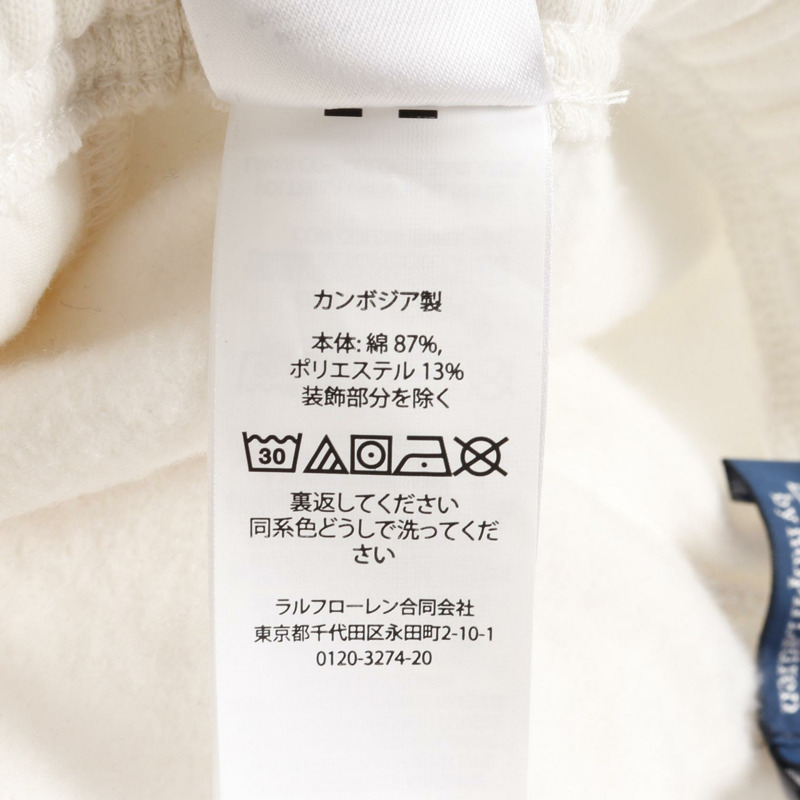 カンボジア製
本体: 綿 87%,
ポリエステル 13%
装飾部分を除く
30
裏返してください
同系色どうしで洗ってくだ
さい
ラルフローレン合同会社
東京都千代田区永田町2-10-1
0120-3274-20